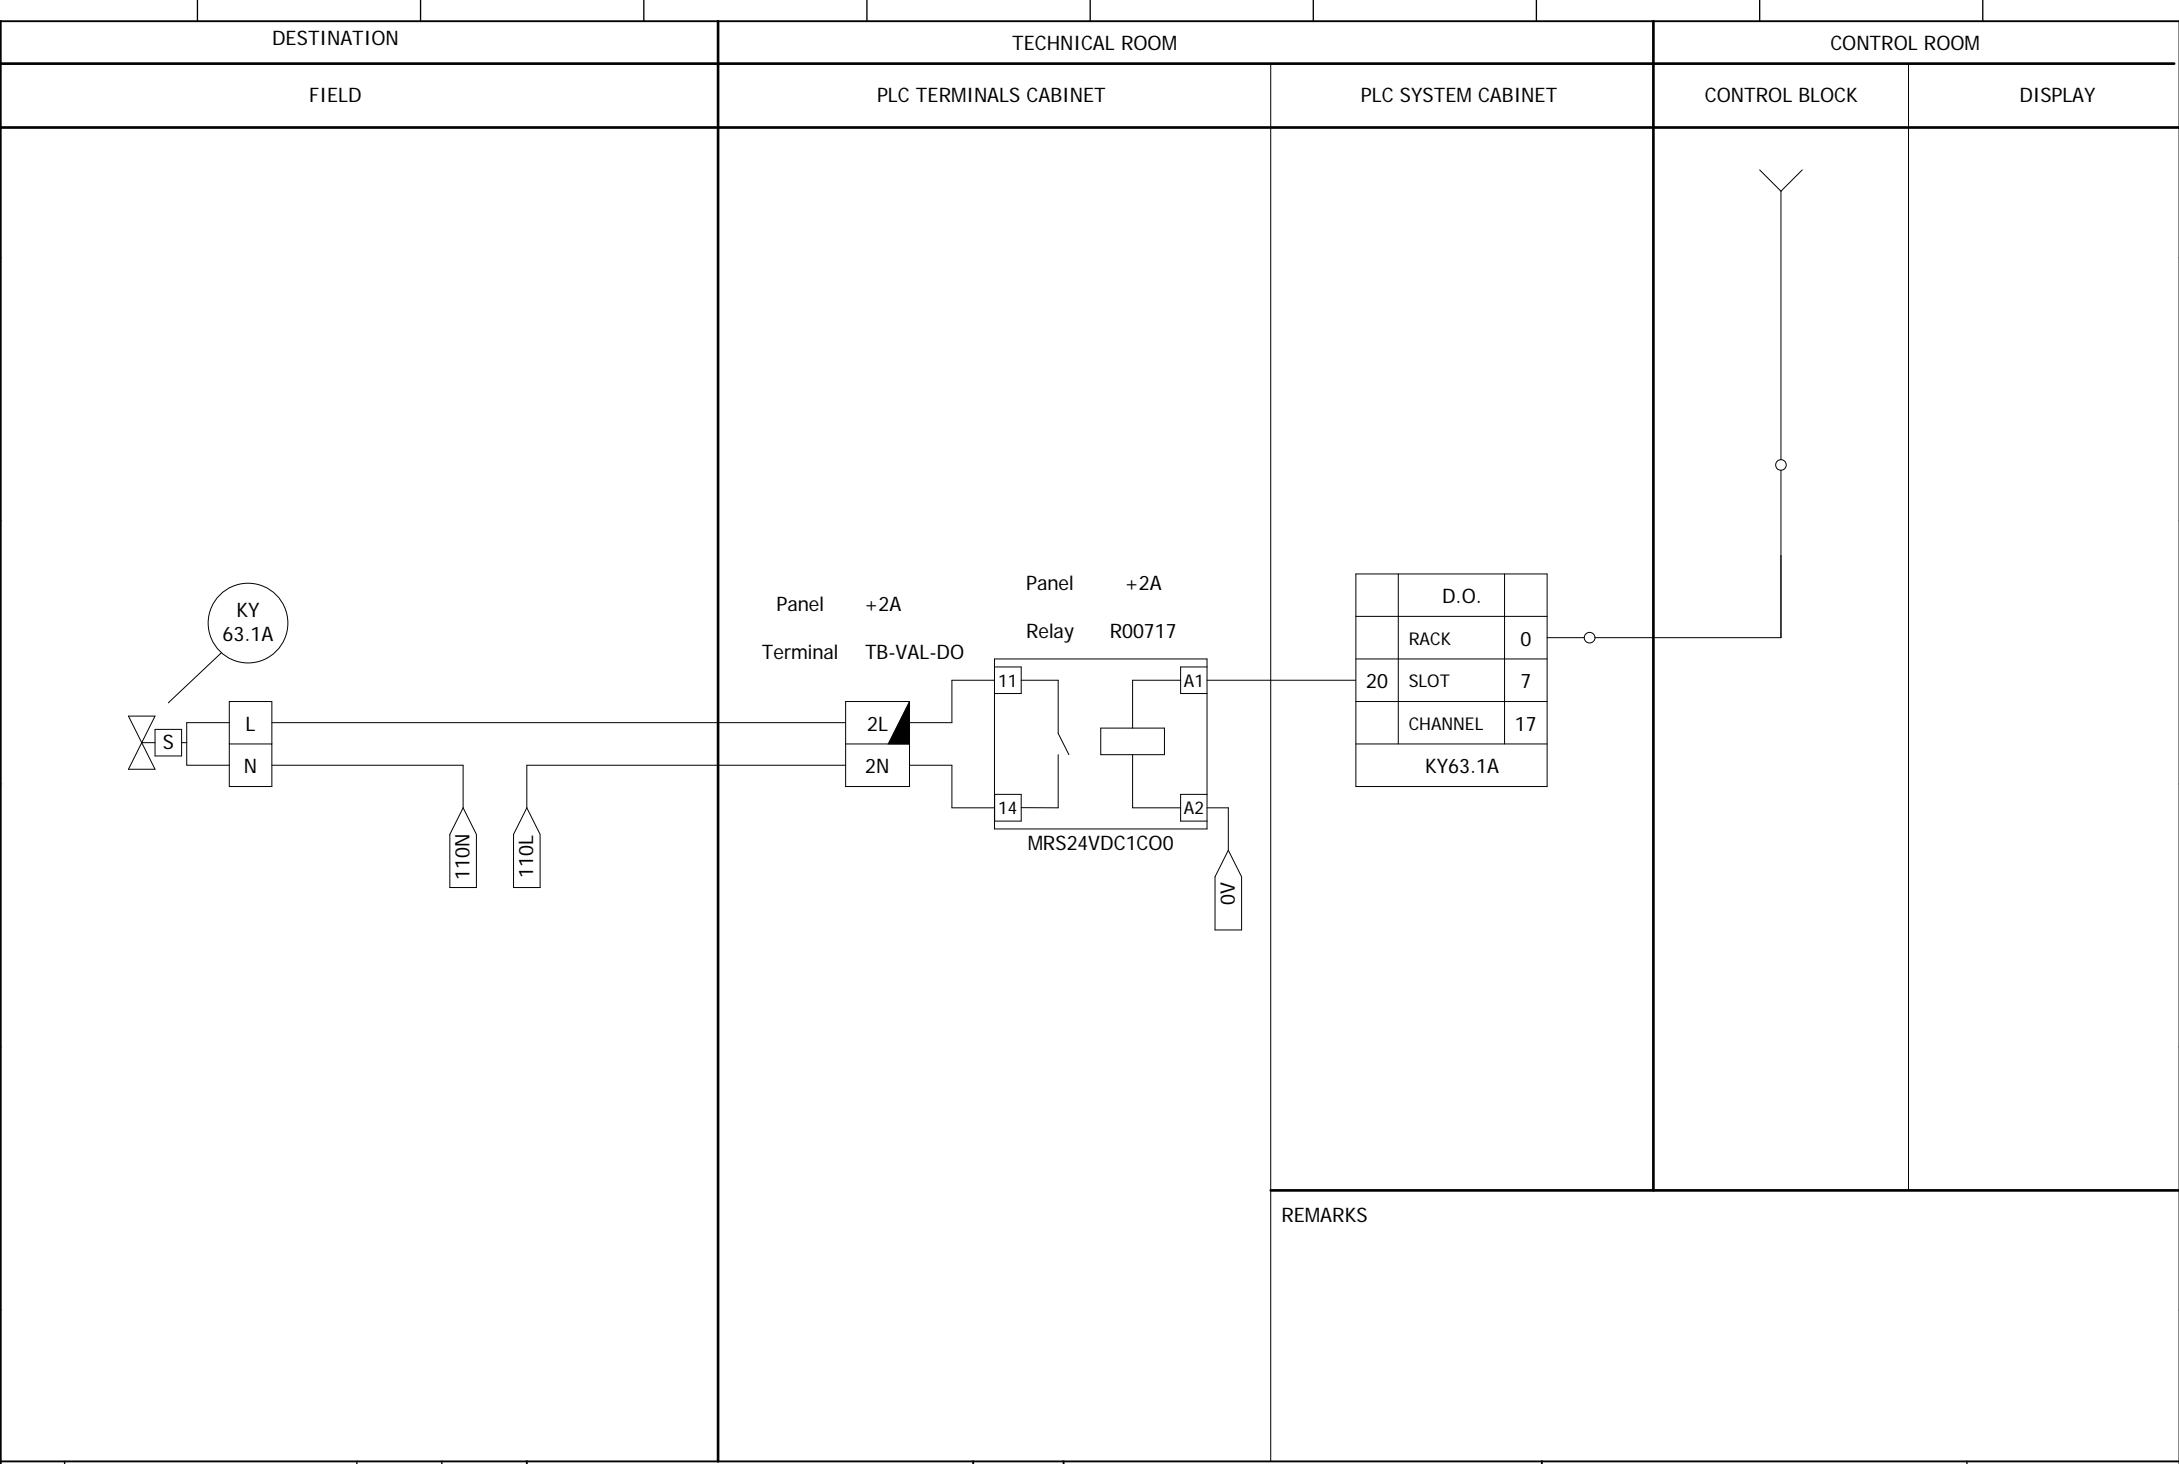 DESTINATION
TECHNICAL ROOM
CONTROL ROOM
FIELD
PLC TERMINALS CABINET
PLC SYSTEM CABINET
CONTROL BLOCK
DISPLAY
KY
63.1A
S
L
N
110N
110L
Panel +2A
Terminal TB-VAL-DO
2L
2N
Panel +2A
Relay R00717
11
A1
14
A2
MRS24VDC1CO0
0V
D.O.
RACK 0
20 SLOT 7
CHANNEL 17
KY63.1A
REMARKS